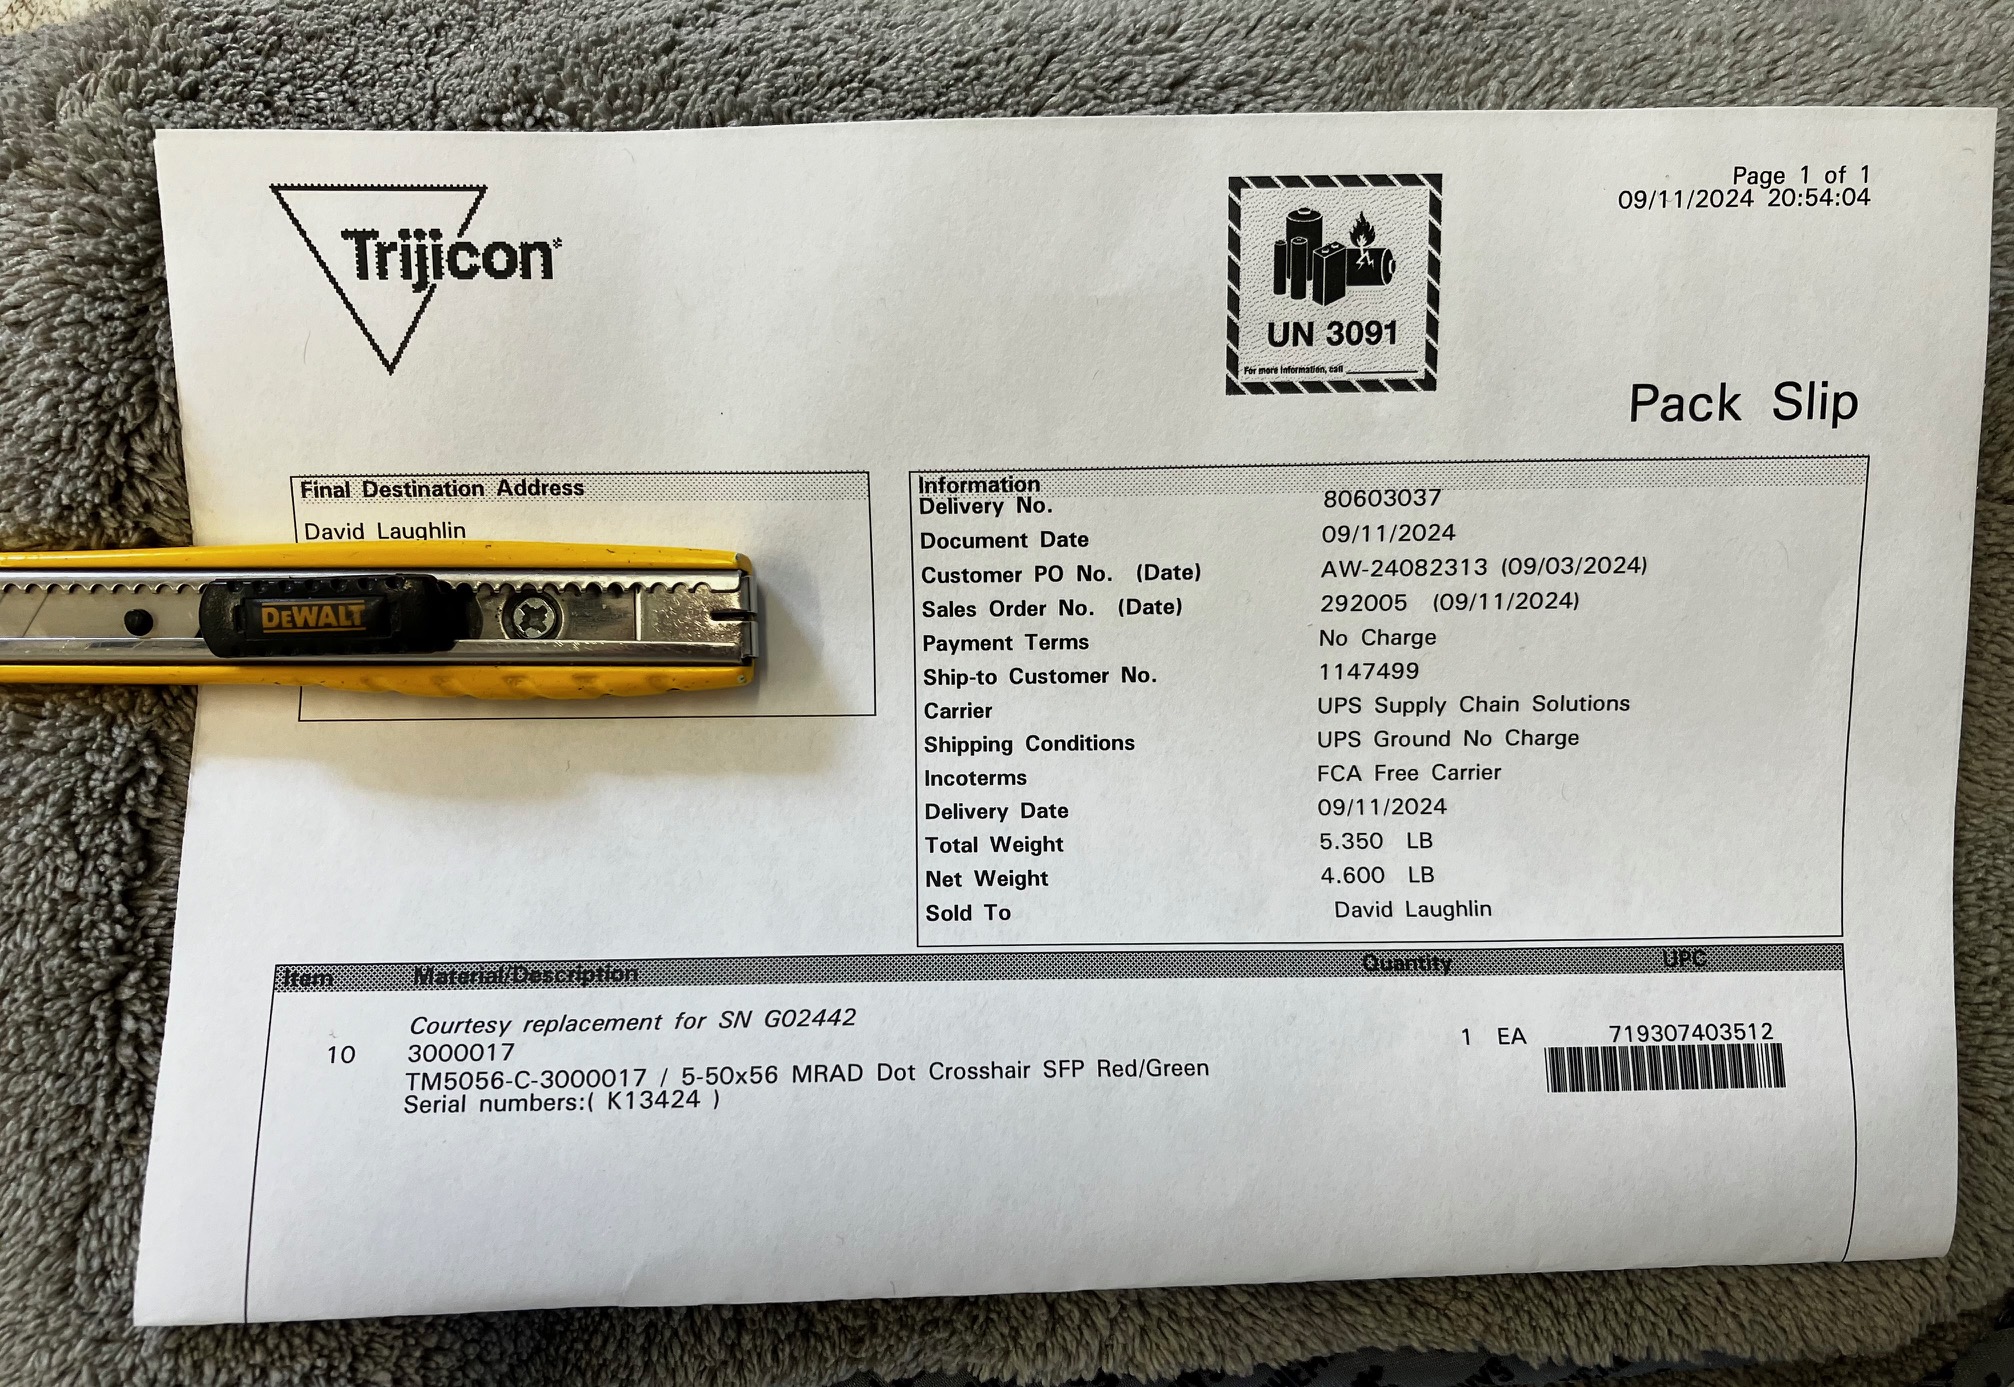 Page 1 of 1
09/11/2024 20:54:04
Trijicon
UN 3091
For more information, call
Pack Slip
Final Destination Address
David Laughlin
DEWALT
Information
Delivery No. 80603037
Document Date 09/11/2024
Customer PO No. (Date) AW-24082313 (09/03/2024)
Sales Order No. (Date) 292005 (09/11/2024)
Payment Terms No Charge
Ship-to Customer No. 1147499
Carrier UPS Supply Chain Solutions
Shipping Conditions UPS Ground No Charge
Incoterms FCA Free Carrier
Delivery Date 09/11/2024
Total Weight 5.350 LB
Net Weight 4.600 LB
Sold To David Laughlin
Item Material/Description Quantity UPC
Courtesy replacement for SN G02442
10 3000017 1 EA 719307403512
TM5056-C-3000017 / 5-50x56 MRAD Dot Crosshair SFP Red/Green
Serial numbers:( K13424 )